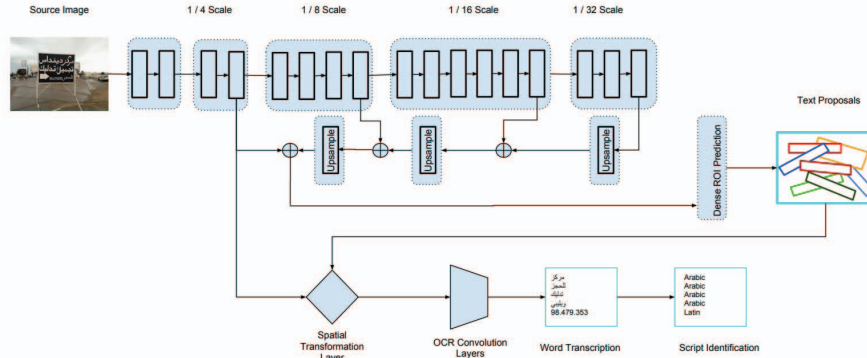 Source Image
1 / 4 Scale
1 / 8 Scale
1 / 16 Scale
1 / 32 Scale
Text Proposals
Upsample
Upsample
Upsample
Dense ROI Prediction
Spatial
Transformation
Layer
OCR Convolution
Layers
مركز
للحجز
تدليك
ويليبي
98.479.353
Word Transcription
Arabic
Arabic
Arabic
Arabic
Latin
Script Identification